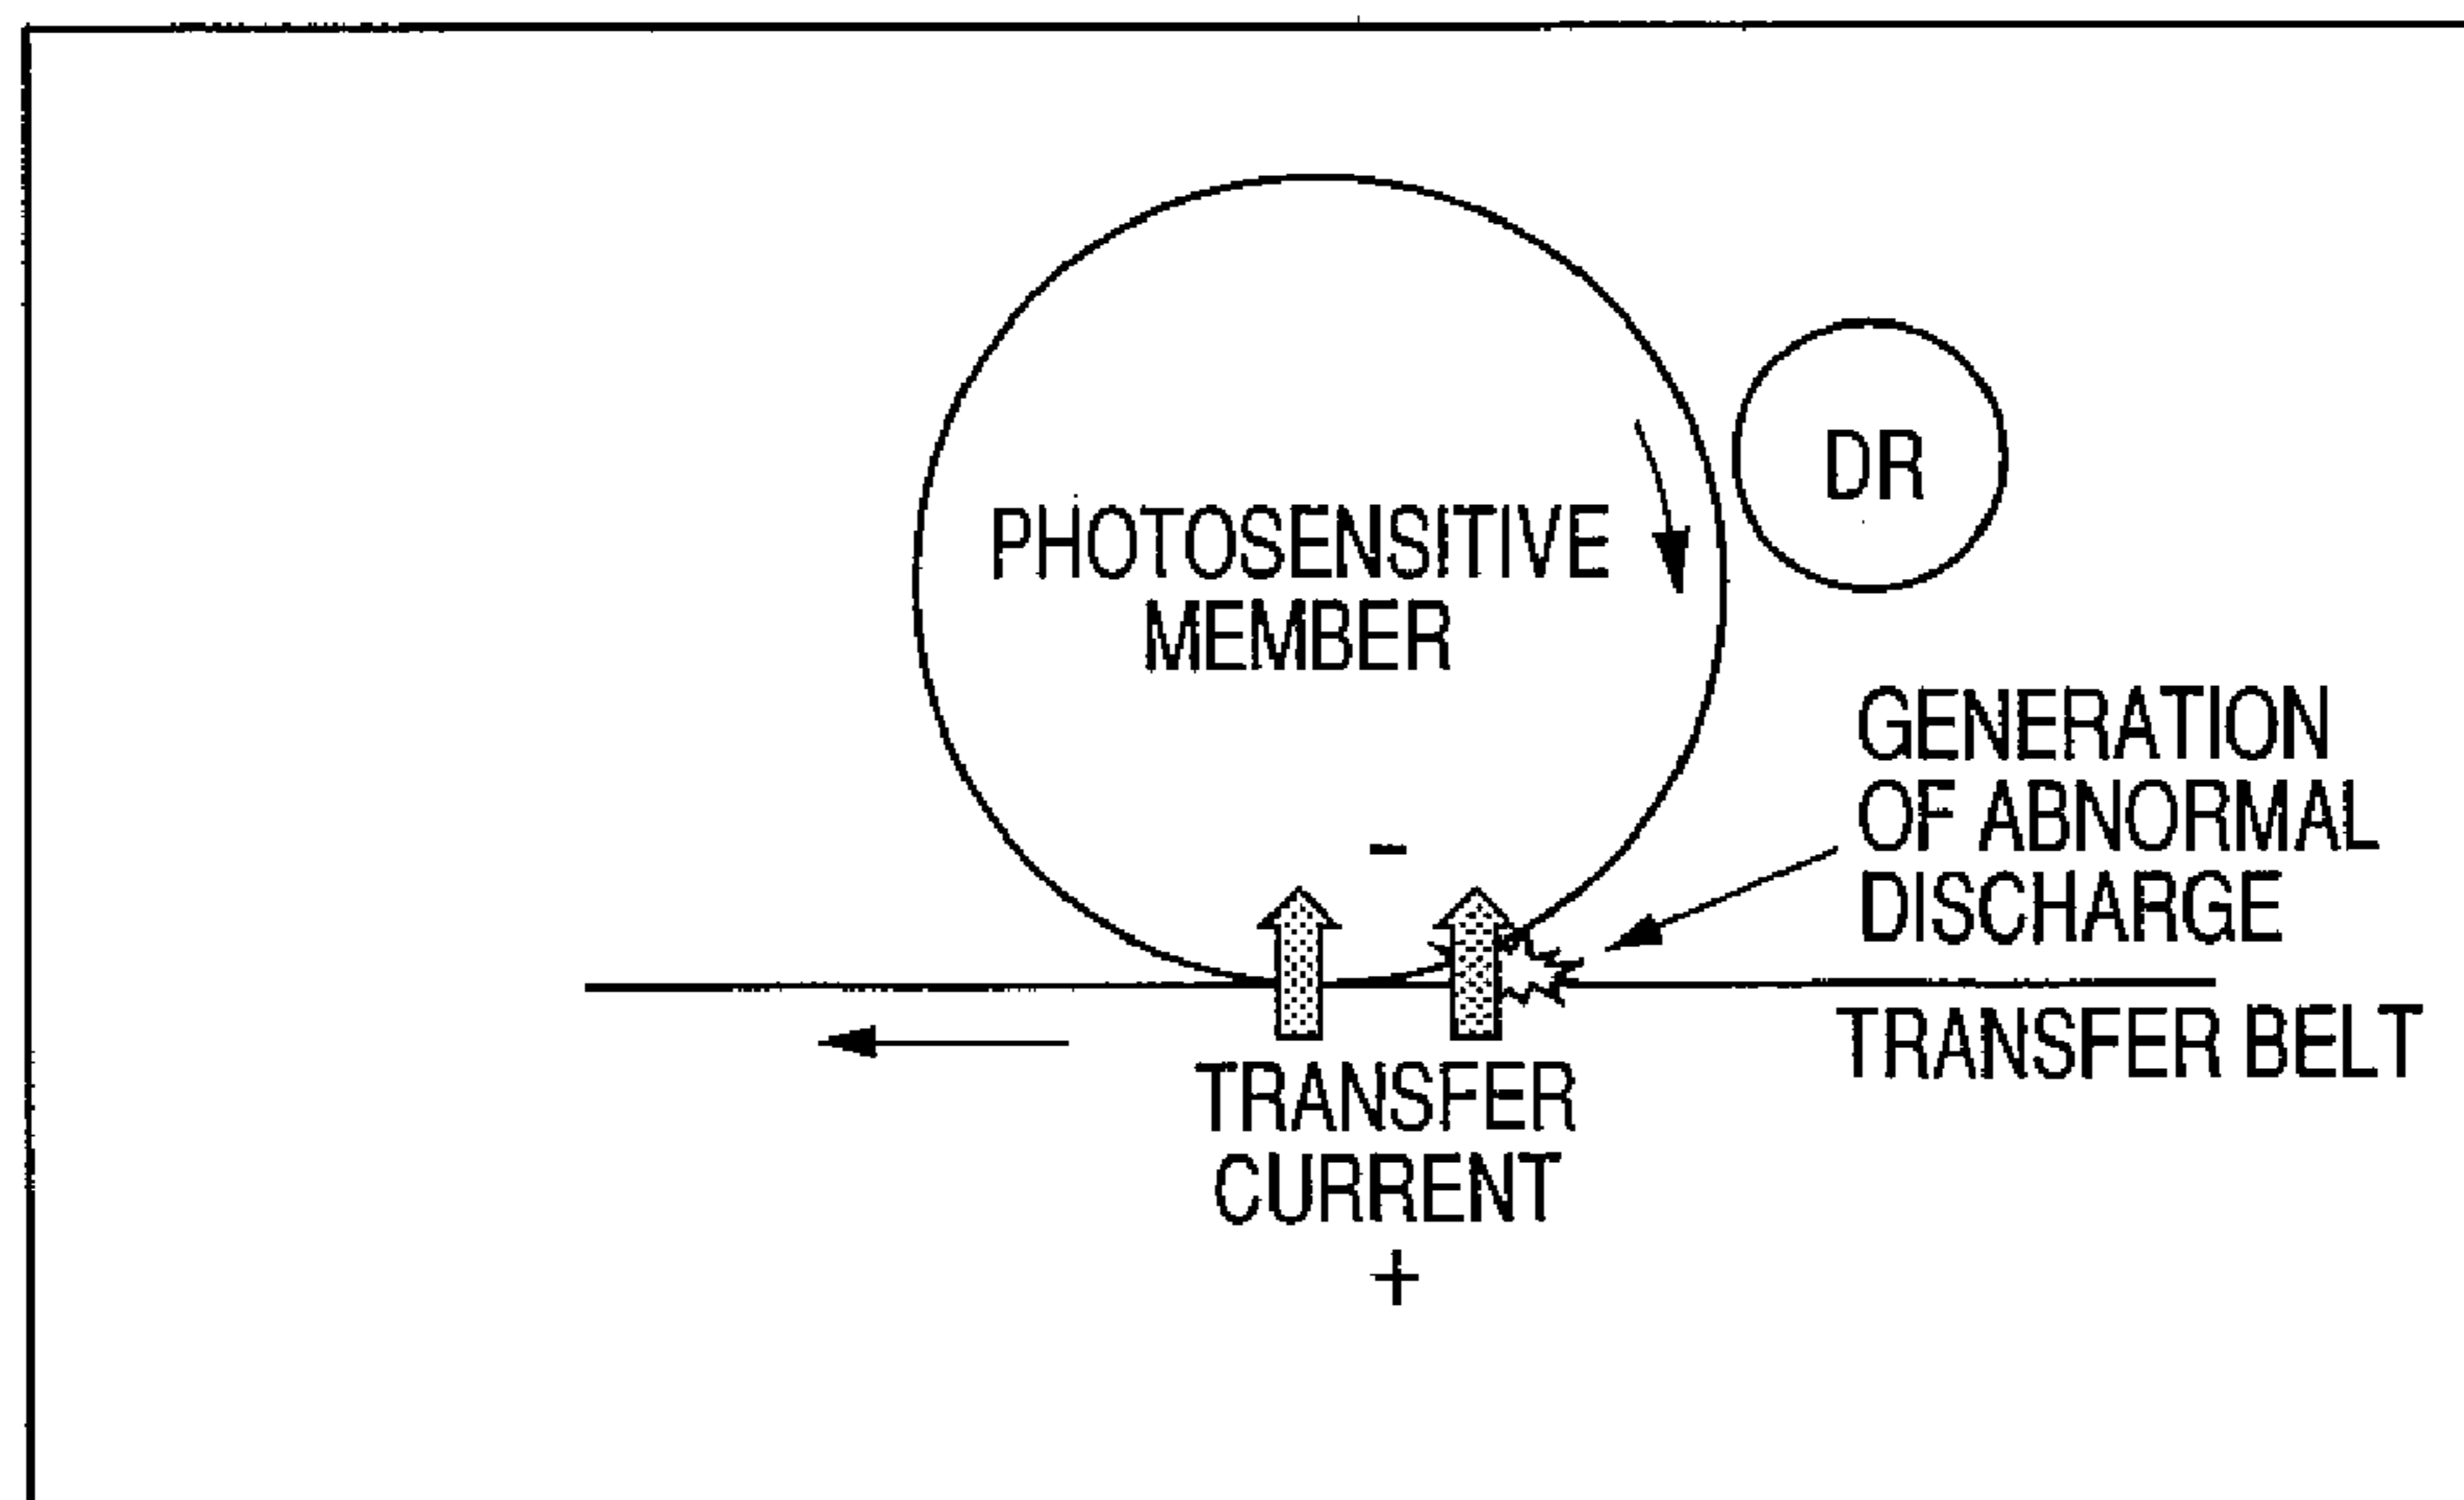 DR
PHOTOSENSITIVE
MEMBER
GENERATION
OF ABNORMAL
DISCHARGE
-
TRANSFER BELT
TRANSFER
CURRENT
+